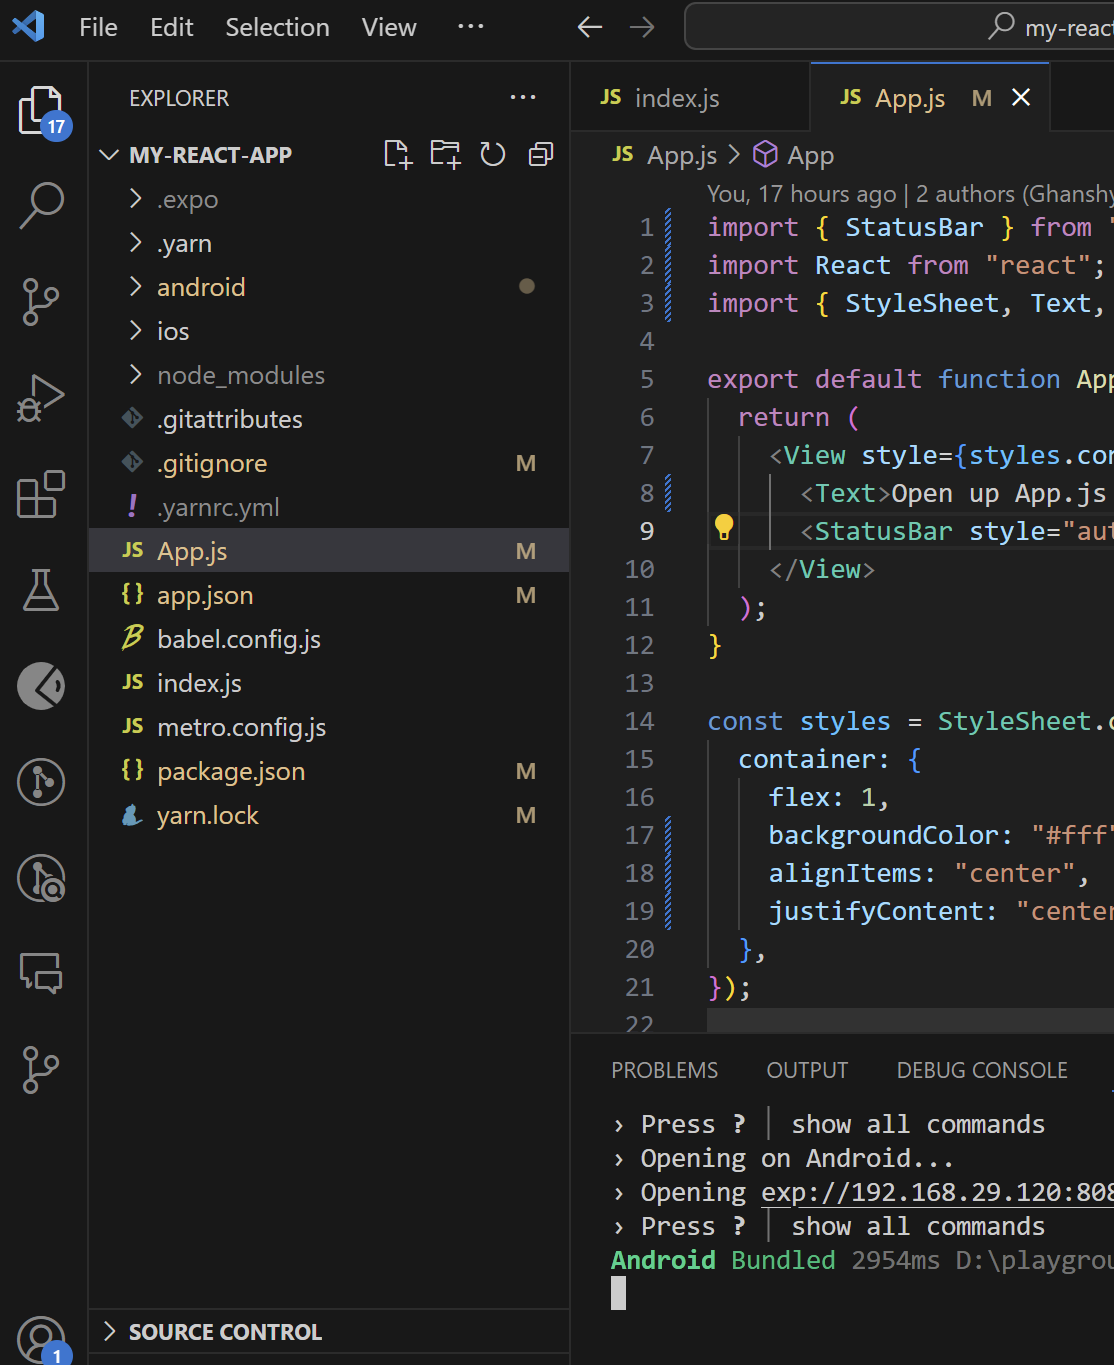 File Edit Selection View ··· my-react
EXPLORER ···
17
MY-REACT-APP
.expo
.yarn
android
ios
node_modules
.gitattributes
.gitignore M
! .yarnrc.yml
JS App.js M
{} app.json M
babel.config.js
JS index.js
JS metro.config.js
{} package.json M
yarn.lock M
SOURCE CONTROL
1
JS index.js JS App.js M
JS App.js > App
You, 17 hours ago | 2 authors (Ghanshy
1 import { StatusBar } from "
2 import React from "react";
3 import { StyleSheet, Text,
4
5 export default function App
6 return (
7 <View style={styles.con
8 <Text>Open up App.js
9 <StatusBar style="aut
10 </View>
11 );
12 }
13
14 const styles = StyleSheet.c
15 container: {
16 flex: 1,
17 backgroundColor: "#fff"
18 alignItems: "center",
19 justifyContent: "center
20 },
21 });
22
PROBLEMS OUTPUT DEBUG CONSOLE
› Press ? │ show all commands
› Opening on Android...
› Opening exp://192.168.29.120:808
› Press ? │ show all commands
Android Bundled 2954ms D:\playgrou